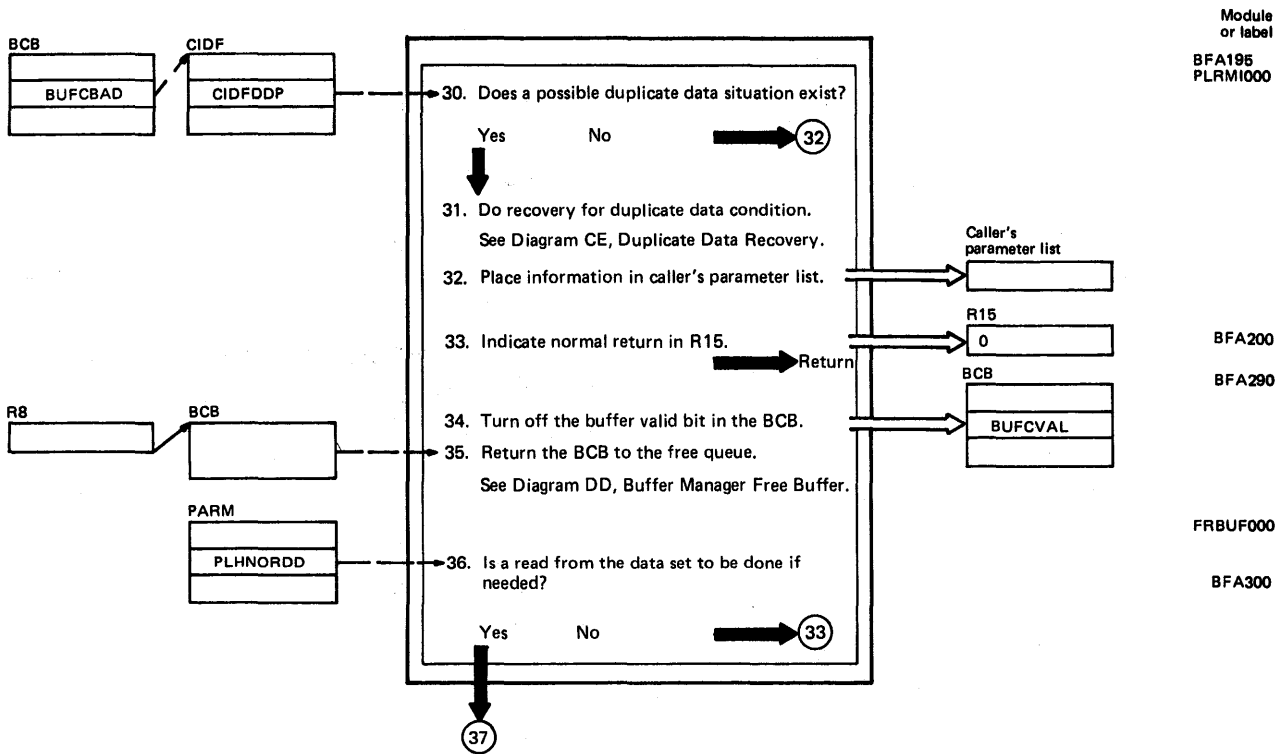 Module
or label
BCB
CIDF
BFA195
PLRMI000
BUFCBAD
CIDFDDP
30. Does a possible duplicate data situation exist?
Yes No 32
31. Do recovery for duplicate data condition.
See Diagram CE, Duplicate Data Recovery.
Caller's
parameter list
32. Place information in caller's parameter list.
R15
33. Indicate normal return in R15.
0
BFA200
Return
BCB
BFA290
R8
BCB
34. Turn off the buffer valid bit in the BCB.
BUFCVAL
35. Return the BCB to the free queue.
See Diagram DD, Buffer Manager Free Buffer.
PARM
FRBUF000
PLHNORDD
36. Is a read from the data set to be done if
needed?
BFA300
Yes No 33
37